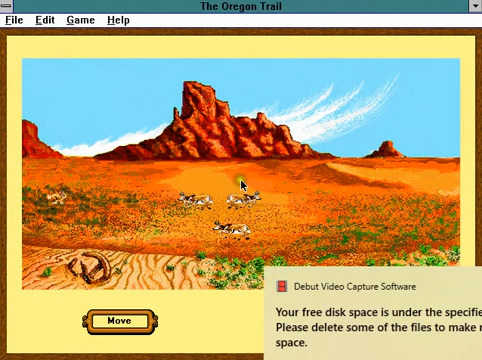 The Oregon Trail
File Edit Game Help
Move
Debut Video Capture Software
Your free disk space is under the
Please delete some of the files to make
space.